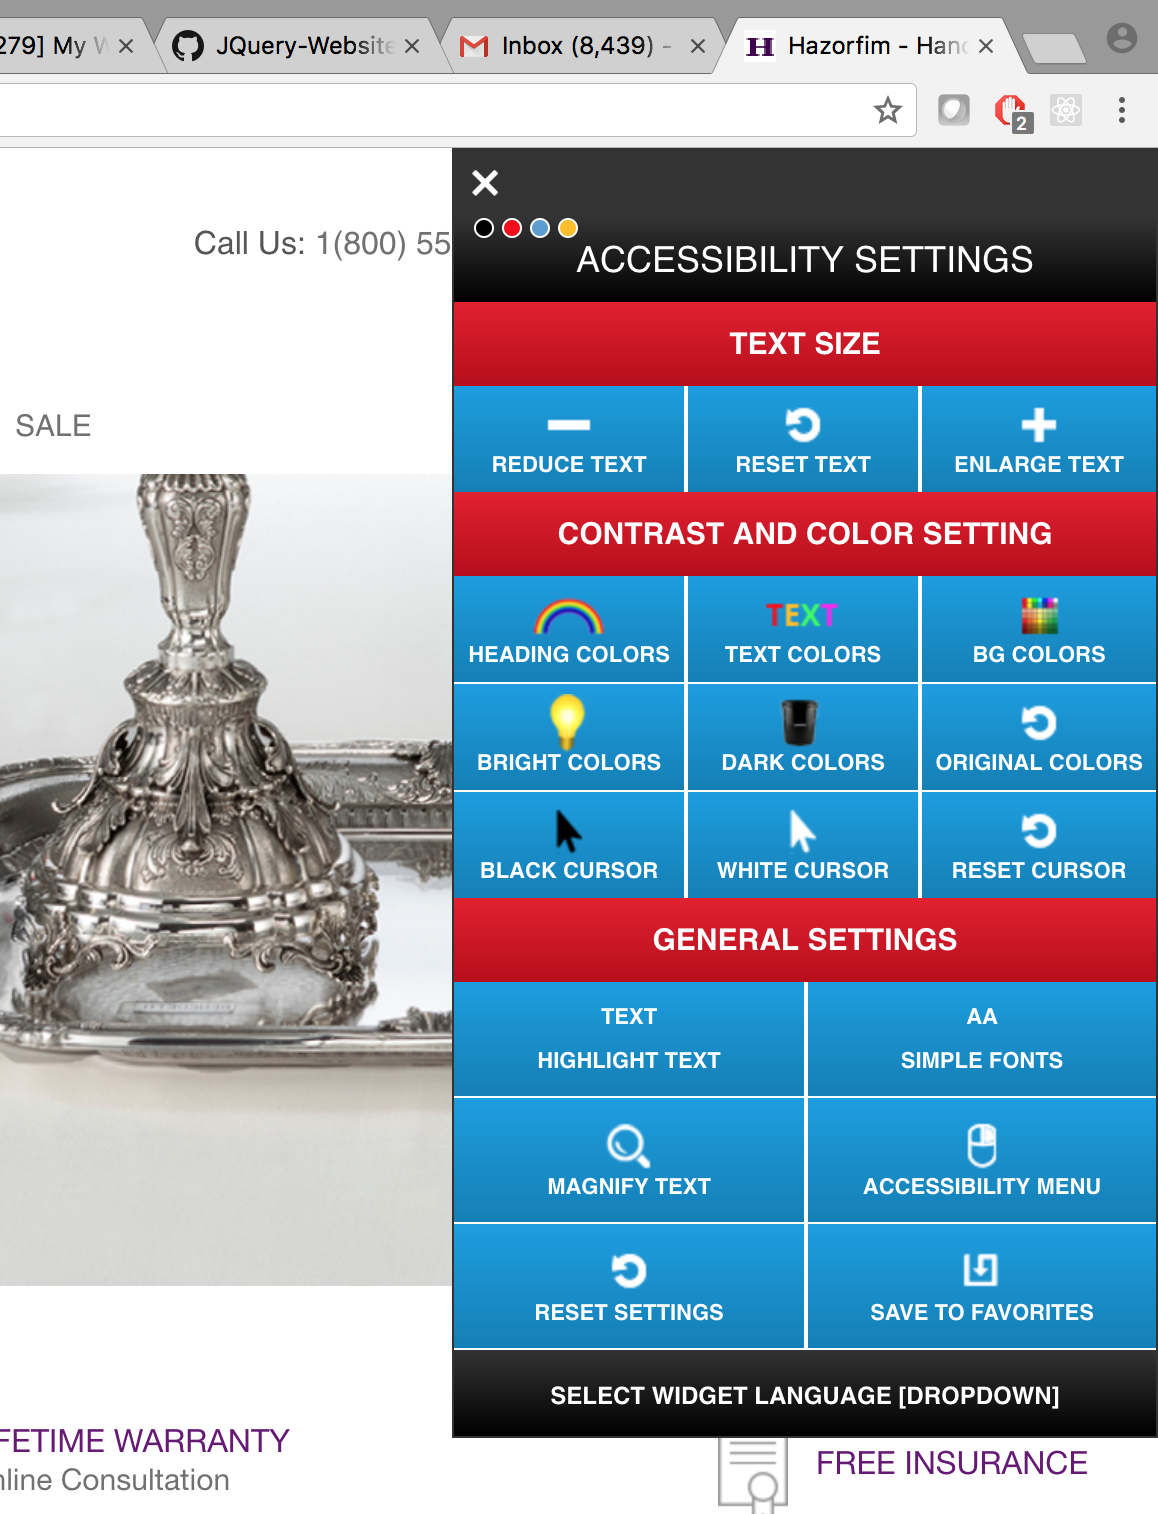 279] My W
JQuery-Website
Inbox (8,439) -
Hazorfim - Hand
2
Call Us: 1(800) 55
SALE
ACCESSIBILITY SETTINGS
TEXT SIZE
REDUCE TEXT
RESET TEXT
ENLARGE TEXT
CONTRAST AND COLOR SETTING
HEADING COLORS
TEXT
TEXT COLORS
BG COLORS
BRIGHT COLORS
DARK COLORS
ORIGINAL COLORS
BLACK CURSOR
WHITE CURSOR
RESET CURSOR
GENERAL SETTINGS
TEXT
HIGHLIGHT TEXT
AA
SIMPLE FONTS
MAGNIFY TEXT
ACCESSIBILITY MENU
RESET SETTINGS
SAVE TO FAVORITES
SELECT WIDGET LANGUAGE [DROPDOWN]
FETIME WARRANTY
nline Consultation
FREE INSURANCE